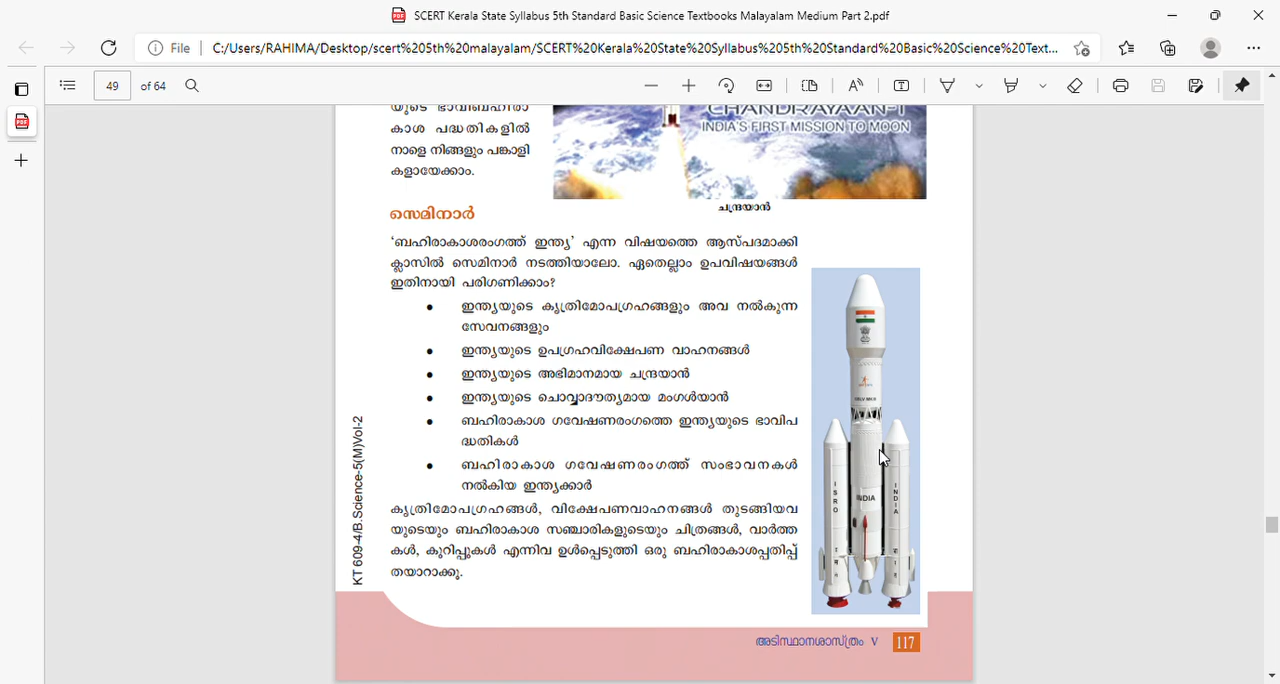 SCERT Kerala State Syllabus 5th Standard Basic Science Textbooks Malayalam Medium Part 2.pdf
File | C:/Users/RAHIMA/Desktop/scert%205th%20malayalam/SCERT%20Kerala%20State%20Syllabus%205th%20Standard%20Basic%20Science%20Text...
49 of 64
യുടെ ഭാവിബഹിരാ
കാശ പദ്ധതികളിൽ
നാളെ നിങ്ങളും പങ്കാളി
കളായേക്കാം.
CHANDRAYAAN-1
INDIA'S FIRST MISSION TO MOON
ചന്ദ്രയാൻ
സെമിനാർ
'ബഹിരാകാശരംഗത്ത് ഇന്ത്യ' എന്ന വിഷയത്തെ ആസ്പദമാക്കി
ക്ലാസിൽ സെമിനാർ നടത്തിയാലോ. ഏതെല്ലാം ഉപവിഷയങ്ങൾ
ഇതിനായി പരിഗണിക്കാം?
• ഇന്ത്യയുടെ കൃത്രിമോപഗ്രഹങ്ങളും അവ നൽകുന്ന
സേവനങ്ങളും
• ഇന്ത്യയുടെ ഉപഗ്രഹവിക്ഷേപണ വാഹനങ്ങൾ
• ഇന്ത്യയുടെ അഭിമാനമായ ചന്ദ്രയാൻ
• ഇന്ത്യയുടെ ചൊവ്വാദൗത്യമായ മംഗൾയാൻ
• ബഹിരാകാശ ഗവേഷണരംഗത്തെ ഇന്ത്യയുടെ ഭാവിപ
ദ്ധതികൾ
• ബഹിരാകാശ ഗവേഷണരംഗത്ത് സംഭാവനകൾ
നൽകിയ ഇന്ത്യക്കാർ
കൃത്രിമോപഗ്രഹങ്ങൾ, വിക്ഷേപണവാഹനങ്ങൾ തുടങ്ങിയവ
യുടെയും ബഹിരാകാശ സഞ്ചാരികളുടെയും ചിത്രങ്ങൾ, വാർത്ത
കൾ, കുറിപ്പുകൾ എന്നിവ ഉൾപ്പെടുത്തി ഒരു ബഹിരാകാശപ്പതിപ്പ്
തയാറാക്കൂ.
ISRO
INDIA
INDIA
KT 609-4/B.Science-5(M)Vol-2
അടിസ്ഥാനശാസ്ത്രം V 117